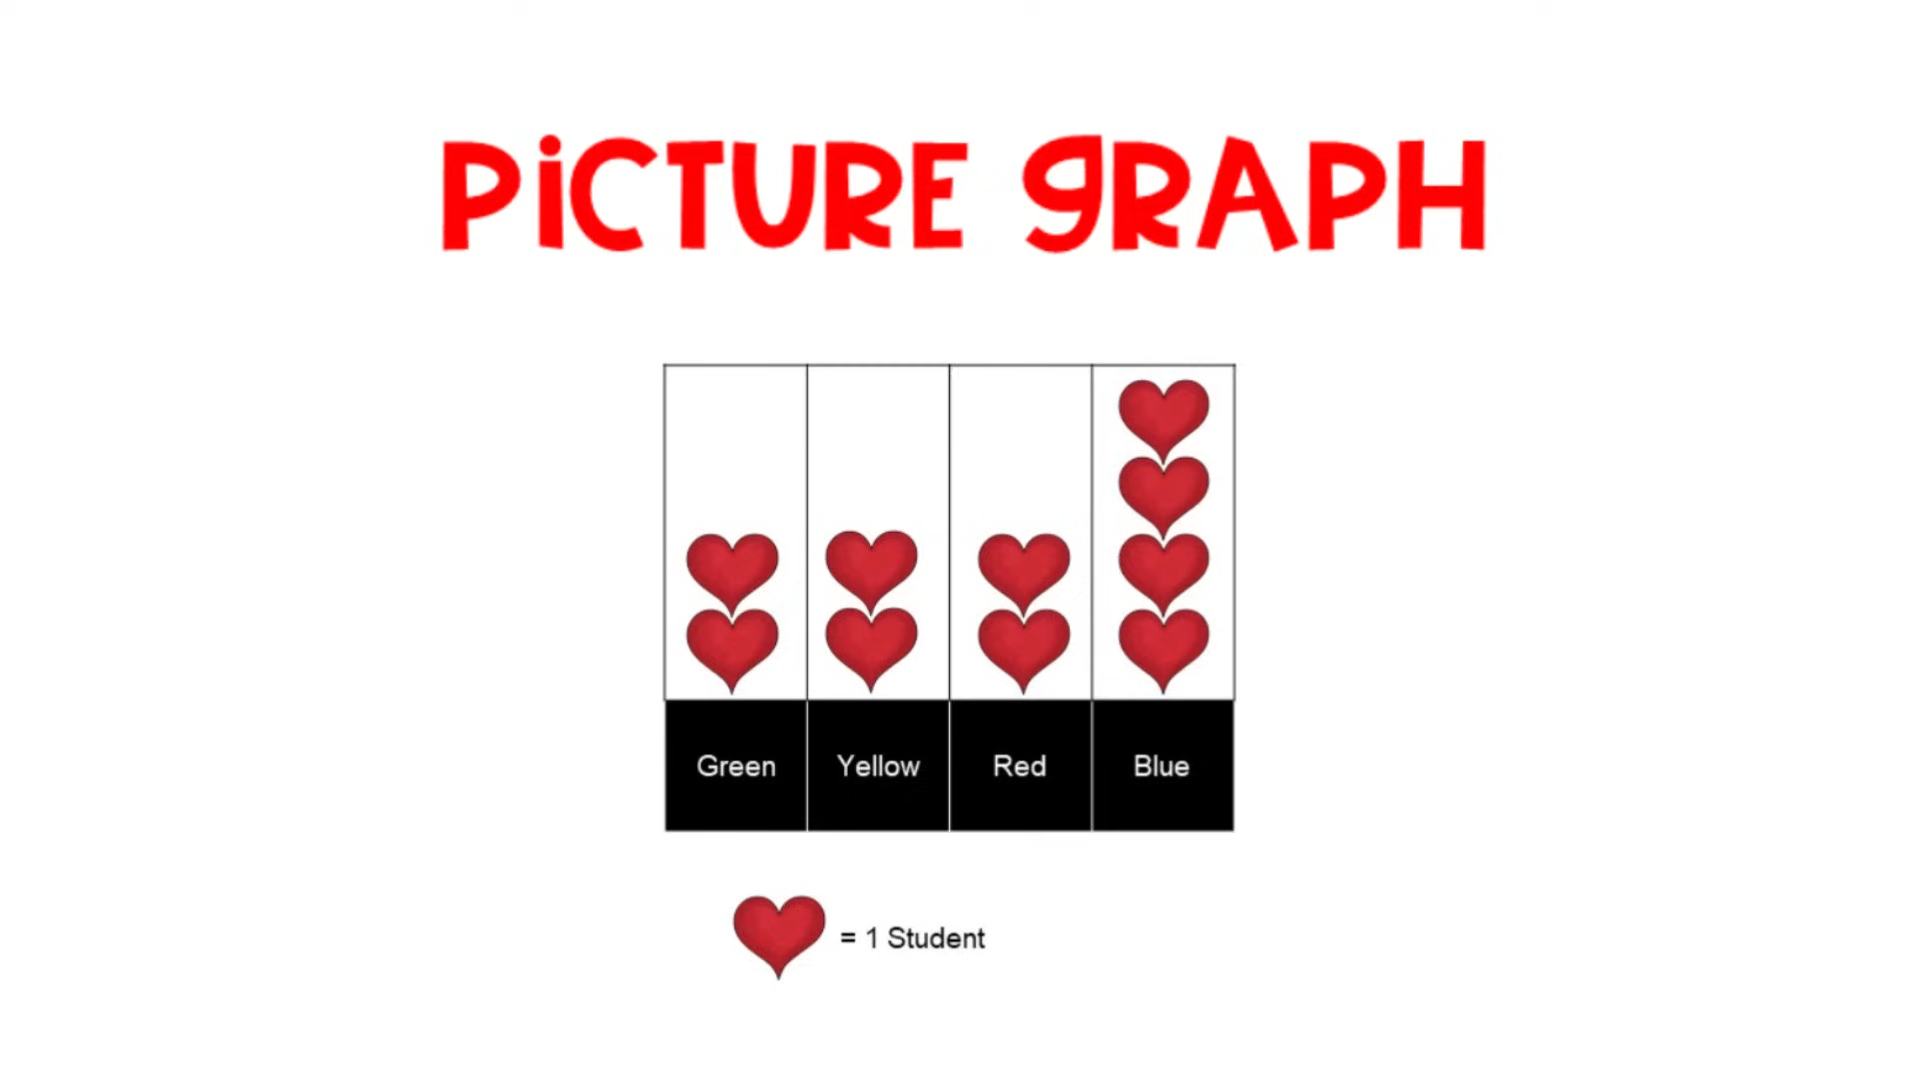 PiCTURE gRAPH
Green Yellow Red Blue
= 1 Student